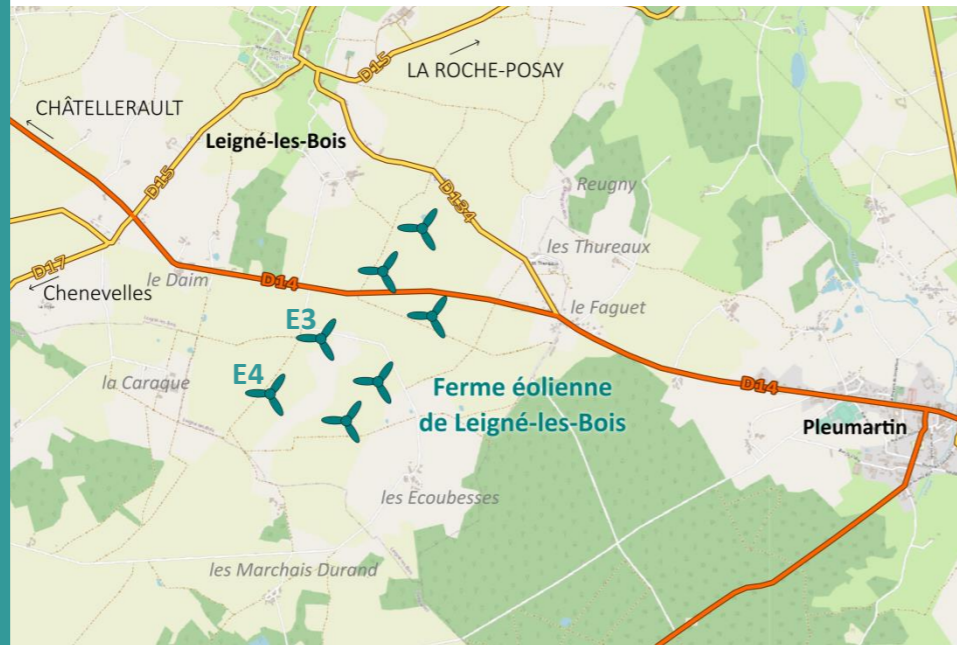 D15
LA ROCHE-POSAY
CHÂTELLERAULT
Leigné-les-Bois
D15
D134
Reugny
les Thureaux
D17
Chenevelles
le Daim
D14
le Faguet
E3
E4
la Caraque
Ferme éolienne
de Leigné-les-Bois
D14
Pleumartin
les Ecoubesses
les Marchais Durand